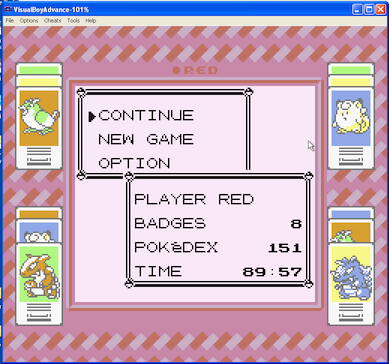 VisualBoyAdvance-101%
File Options Cheats Tools Help
RED
CONTINUE
NEW GAME
OPTION
PLAYER RED
BADGES 8
POKéDEX 151
TIME 89:57